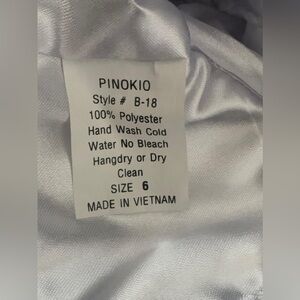 PINOKIO
Style # B-18
100% Polyester
Hand Wash Cold
Water No Bleach
Hangdry or Dry
Clean
SIZE 6
MADE IN VIETNAM